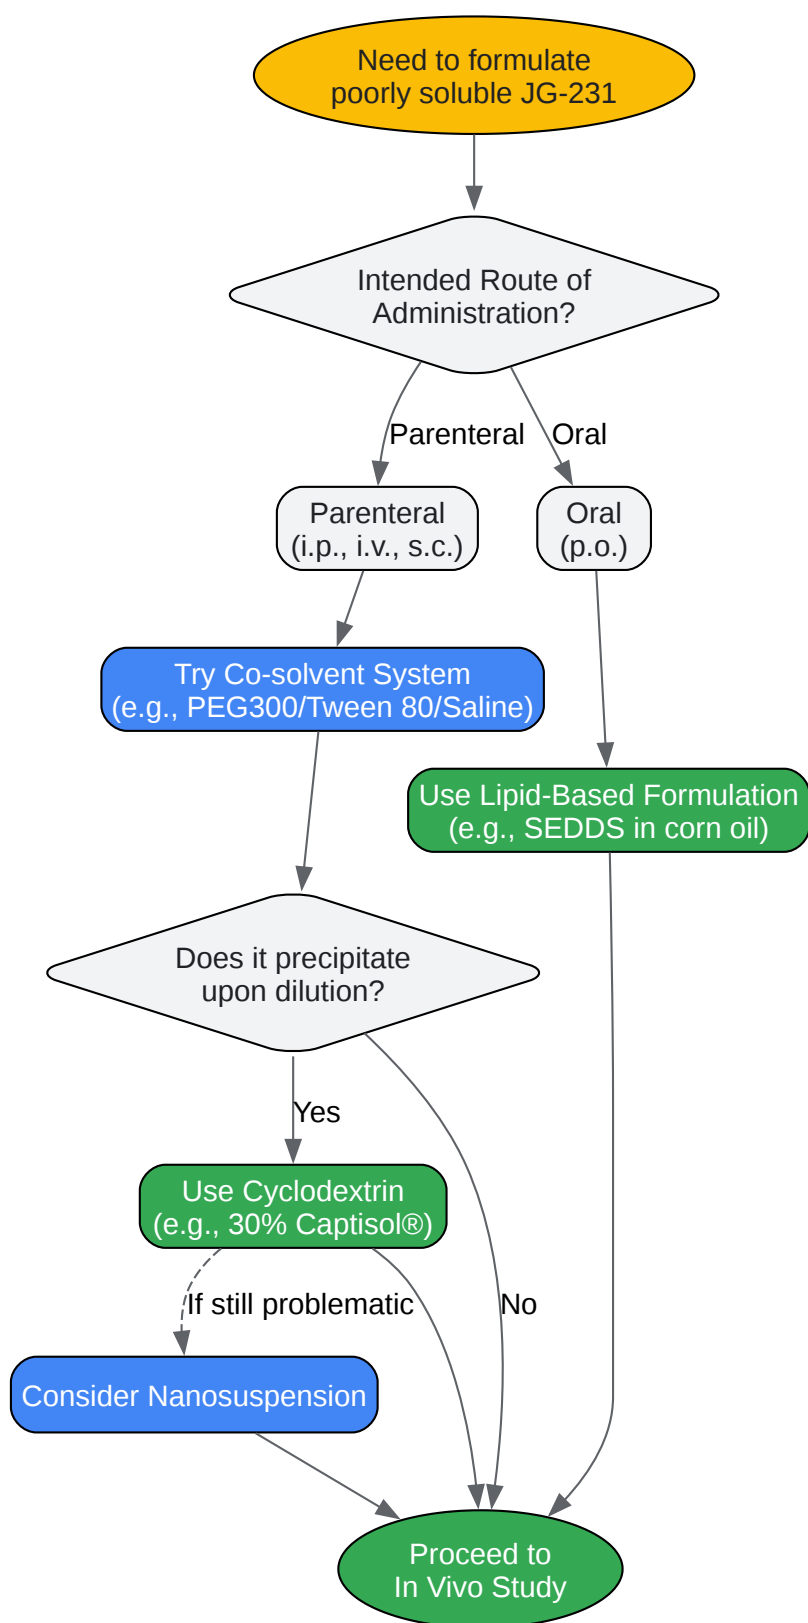 Need to formulate
poorly soluble JG-231
Intended Route of
Administration?
Parenteral
Oral
Parenteral
(i.p., i.v., s.c.)
Oral
(p.o.)
Try Co-solvent System
(e.g., PEG300/Tween 80/Saline)
Use Lipid-Based Formulation
(e.g., SEDDS in corn oil)
Does it precipitate
upon dilution?
Yes
Use Cyclodextrin
(e.g., 30% Captisol®)
If still problematic
No
Consider Nanosuspension
Proceed to
In Vivo Study